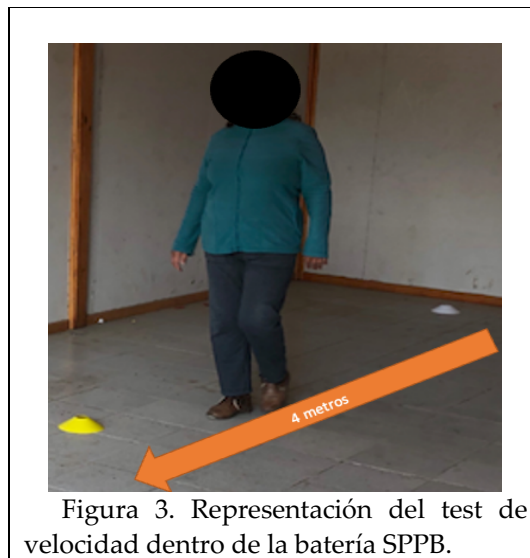 4 metros
Figura 3. Representación del test de
velocidad dentro de la batería SPPB.